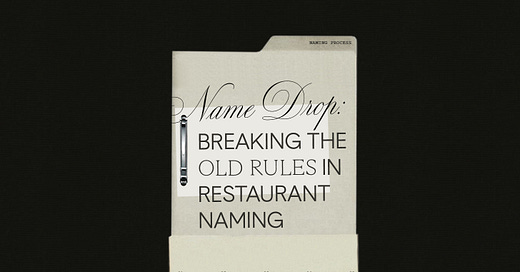 NAMING PROCESS
Name Drop:
BREAKING THE
OLD RULES IN
RESTAURANT
NAMING